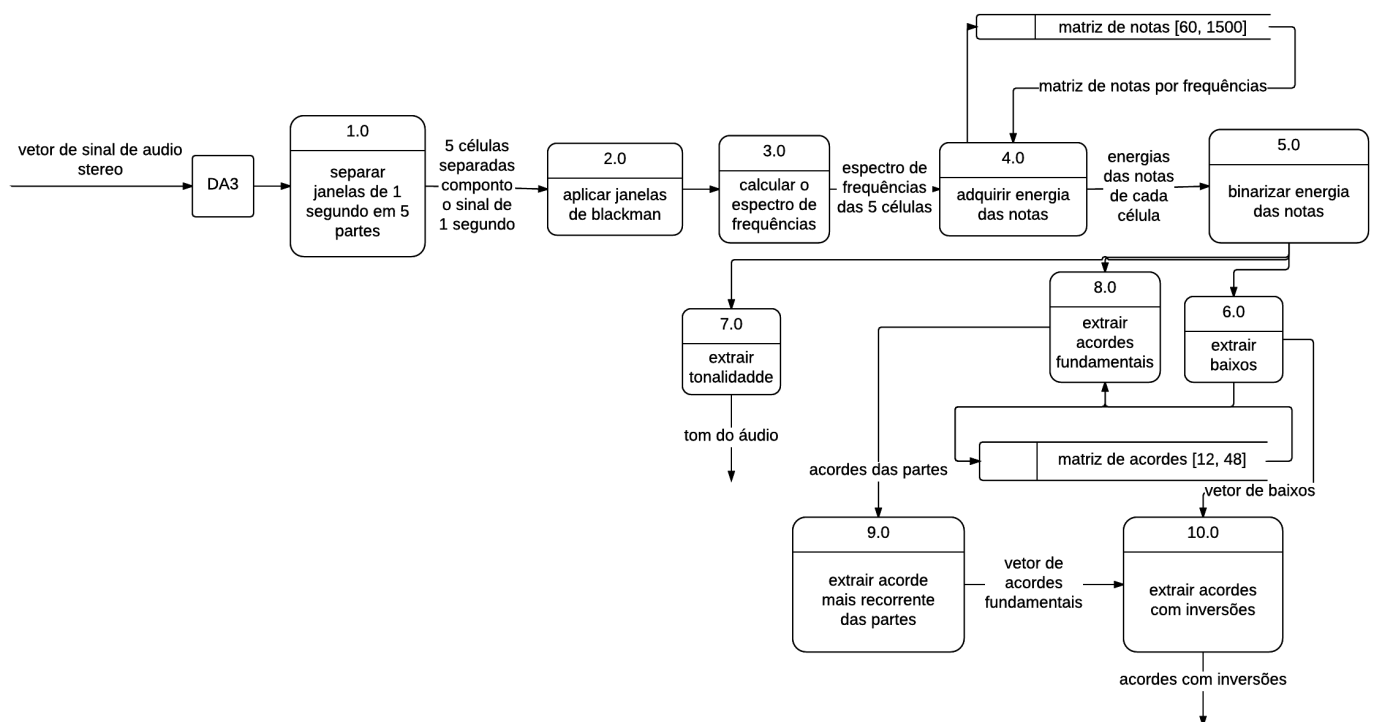 matriz de notas [60, 1500]
matriz de notas por frequências
vetor de sinal de audio
stereo
DA3
1.0
separar
janelas de 1
segundo em 5
partes
5 células
separadas
componto
o sinal de
1 segundo
2.0
aplicar janelas
de blackman
3.0
calcular o
espectro de
frequências
espectro de
frequências
das 5 células
4.0
adquirir energia
das notas
energias
das notas
de cada
célula
5.0
binarizar energia
das notas
7.0
extrair
tonalidadde
tom do áudio
8.0
extrair
acordes
fundamentais
6.0
extrair
baixos
matriz de acordes [12, 48]
acordes das partes
vetor de baixos
9.0
extrair acorde
mais recorrente
das partes
vetor de
acordes
fundamentais
10.0
extrair acordes
com inversões
acordes com inversões